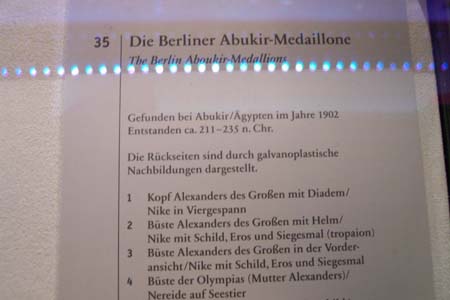 35 Die Berliner Abukir-Medaillone
The Berlin Aboukir-Medallions
Gefunden bei Abukir/Ägypten im Jahre 1902
Entstanden ca. 211–235 n. Chr.
Die Rückseiten sind durch galvanoplastische
Nachbildungen dargestellt.
1 Kopf Alexanders des Großen mit Diadem/
Nike in Viergespann
2 Büste Alexanders des Großen mit Helm/
Nike mit Schild, Eros und Siegesmal (tropaion)
3 Büste Alexanders des Großen in der Vorder-
ansicht/Nike mit Schild, Eros und Siegesmal
4 Büste der Olympias (Mutter Alexanders)/
Nereide auf Seestier